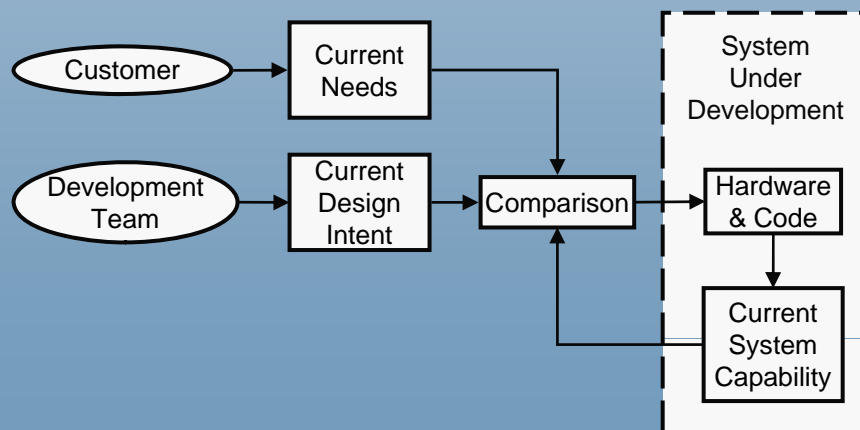 Customer
Current
Needs
System
Under
Development
Development
Team
Current
Design
Intent
Comparison
Hardware
& Code
Current
System
Capability